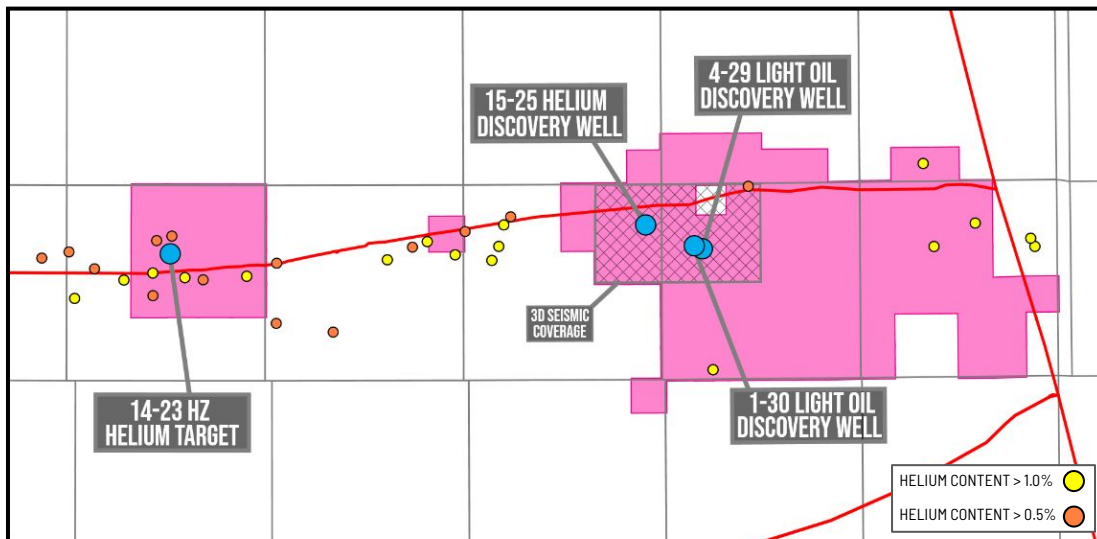 4-29 LIGHT OIL
DISCOVERY WELL
15-25 HELIUM
DISCOVERY WELL
3D SEISMIC
COVERAGE
14-23 HZ
HELIUM TARGET
1-30 LIGHT OIL
DISCOVERY WELL
HELIUM CONTENT > 1.0%
HELIUM CONTENT > 0.5%